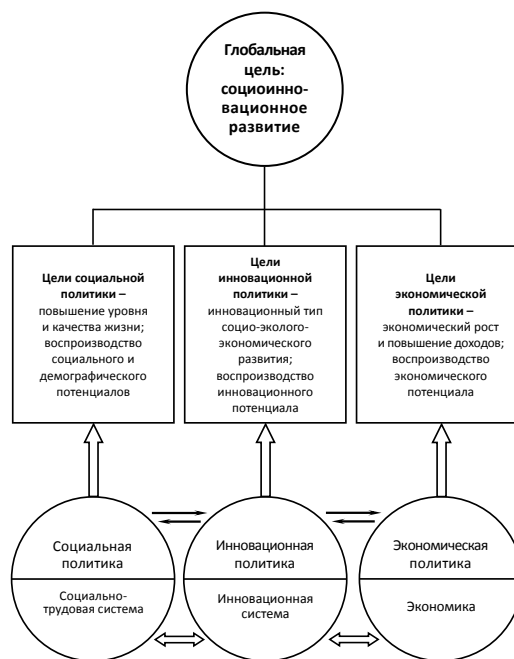 Глобальная
цель:
социоинно-
вационное
развитие
Цели социальной
политики –
повышение уровня
и качества жизни;
воспроизводство
социального и
демографического
потенциалов
Цели
инновационной
политики –
инновационный тип
социо-эколого-
экономического
развития;
воспроизводство
инновационного
потенциала
Цели
экономической
политики –
экономический рост
и повышение доходов;
воспроизводство
экономического
потенциала
Социальная
политика
Социально-
трудовая система
Инновационная
политика
Инновационная
система
Экономическая
политика
Экономика